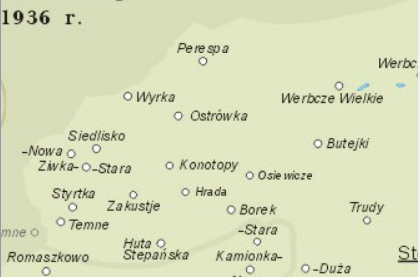 1936 r.
Perespa
Werbc
Wyrka
Werbcze Wielkie
Ostrówka
Siedlisko
Butejki
-Nowa
Ziwka-
-Stara
Konotopy
Osiewicze
Styrtka
Zakustje
Hrada
Borek
Trudy
Temne
mne
-Stara
Huta
Stepańska
Romaszkowo
Kamionka-
-Duża
St